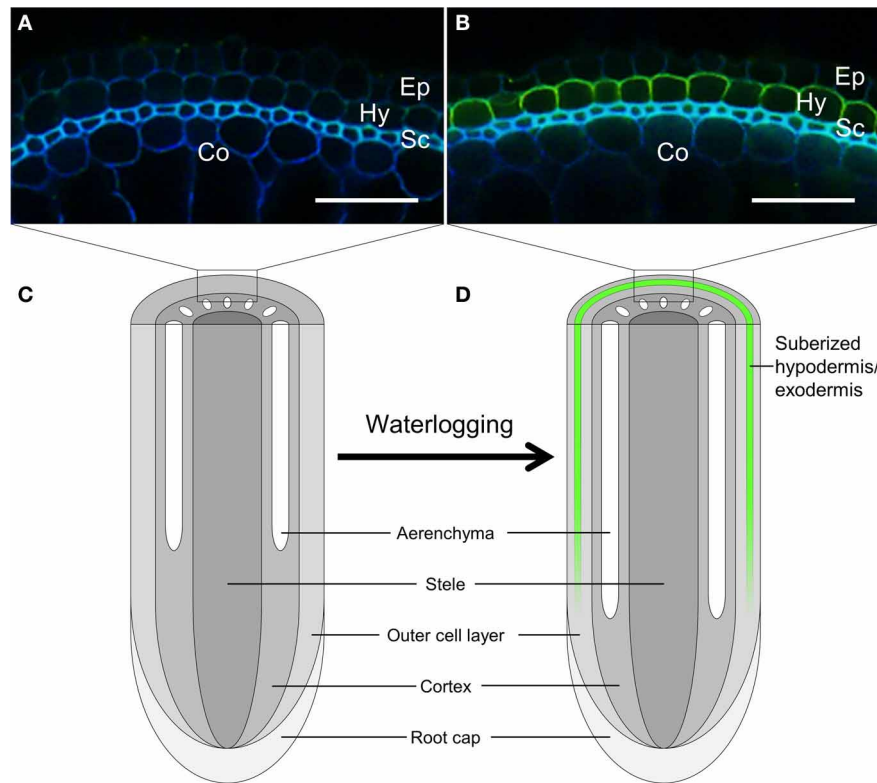 A
Ep
Hy
Sc
Co
B
Ep
Hy
Sc
Co
C
D
Suberized
hypodermis/
exodermis
Waterlogging
Aerenchyma
Stele
Outer cell layer
Cortex
Root cap